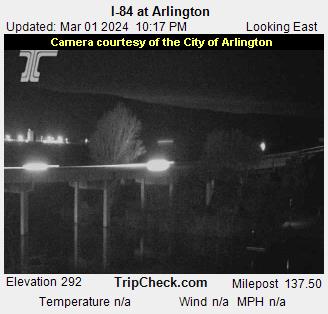 I-84 at Arlington
Updated: Mar 01 2024 10:17 PM Looking East
Camera courtesy of the City of Arlington
Elevation 292 TripCheck.com Milepost 137.50
Temperature n/a Wind n/a MPH n/a